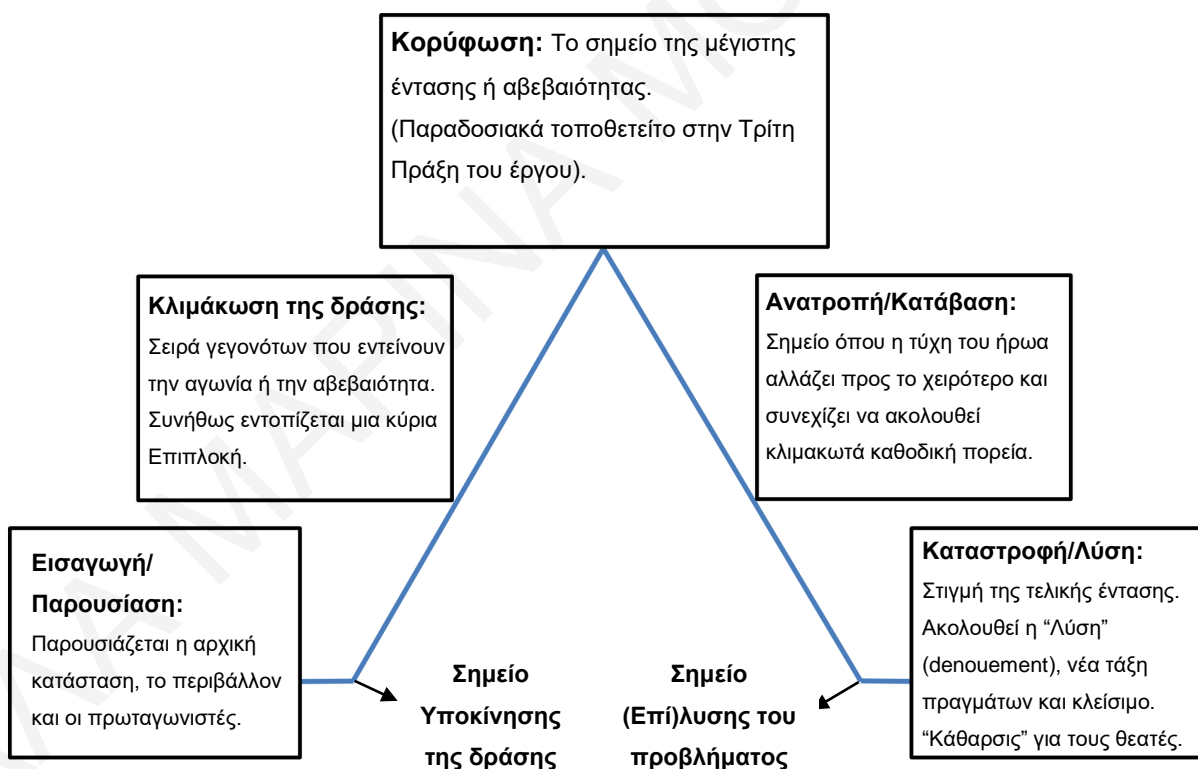 Κορύφωση: Το σημείο της μέγιστης
έντασης ή αβεβαιότητας.
(Παραδοσιακά τοποθετείτο στην Τρίτη
Πράξη του έργου).
Κλιμάκωση της δράσης:
Σειρά γεγονότων που εντείνουν
την αγωνία ή την αβεβαιότητα.
Συνήθως εντοπίζεται μια κύρια
Επιπλοκή.
Ανατροπή/Κατάβαση:
Σημείο όπου η τύχη του ήρωα
αλλάζει προς το χειρότερο και
συνεχίζει να ακολουθεί
κλιμακωτά καθοδική πορεία.
Εισαγωγή/
Παρουσίαση:
Παρουσιάζεται η αρχική
κατάσταση, το περιβάλλον
και οι πρωταγωνιστές.
Σημείο
Υποκίνησης
της δράσης
Σημείο
(Επί)λυσης του
προβλήματος
Καταστροφή/Λύση:
Στιγμή της τελικής έντασης.
Ακολουθεί η “Λύση”
(denouement), νέα τάξη
πραγμάτων και κλείσιμο.
“Κάθαρσις” για τους θεατές.
ΜΑΡΙΝΑ